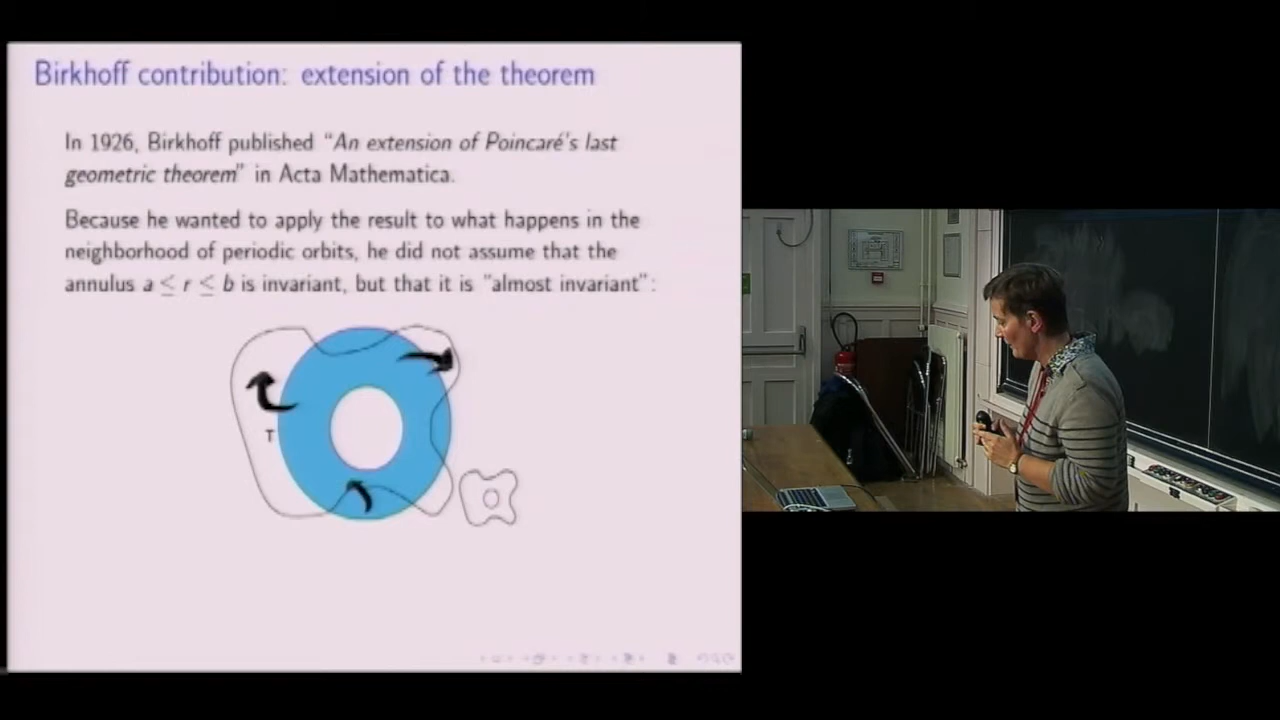 Birkhoff contribution: extension of the theorem
In 1926, Birkhoff published “An extension of Poincaré’s last
geometric theorem” in Acta Mathematica.
Because he wanted to apply the result to what happens in the
neighborhood of periodic orbits, he did not assume that the
annulus a ≤ r ≤ b is invariant, but that it is “almost invariant”:
T